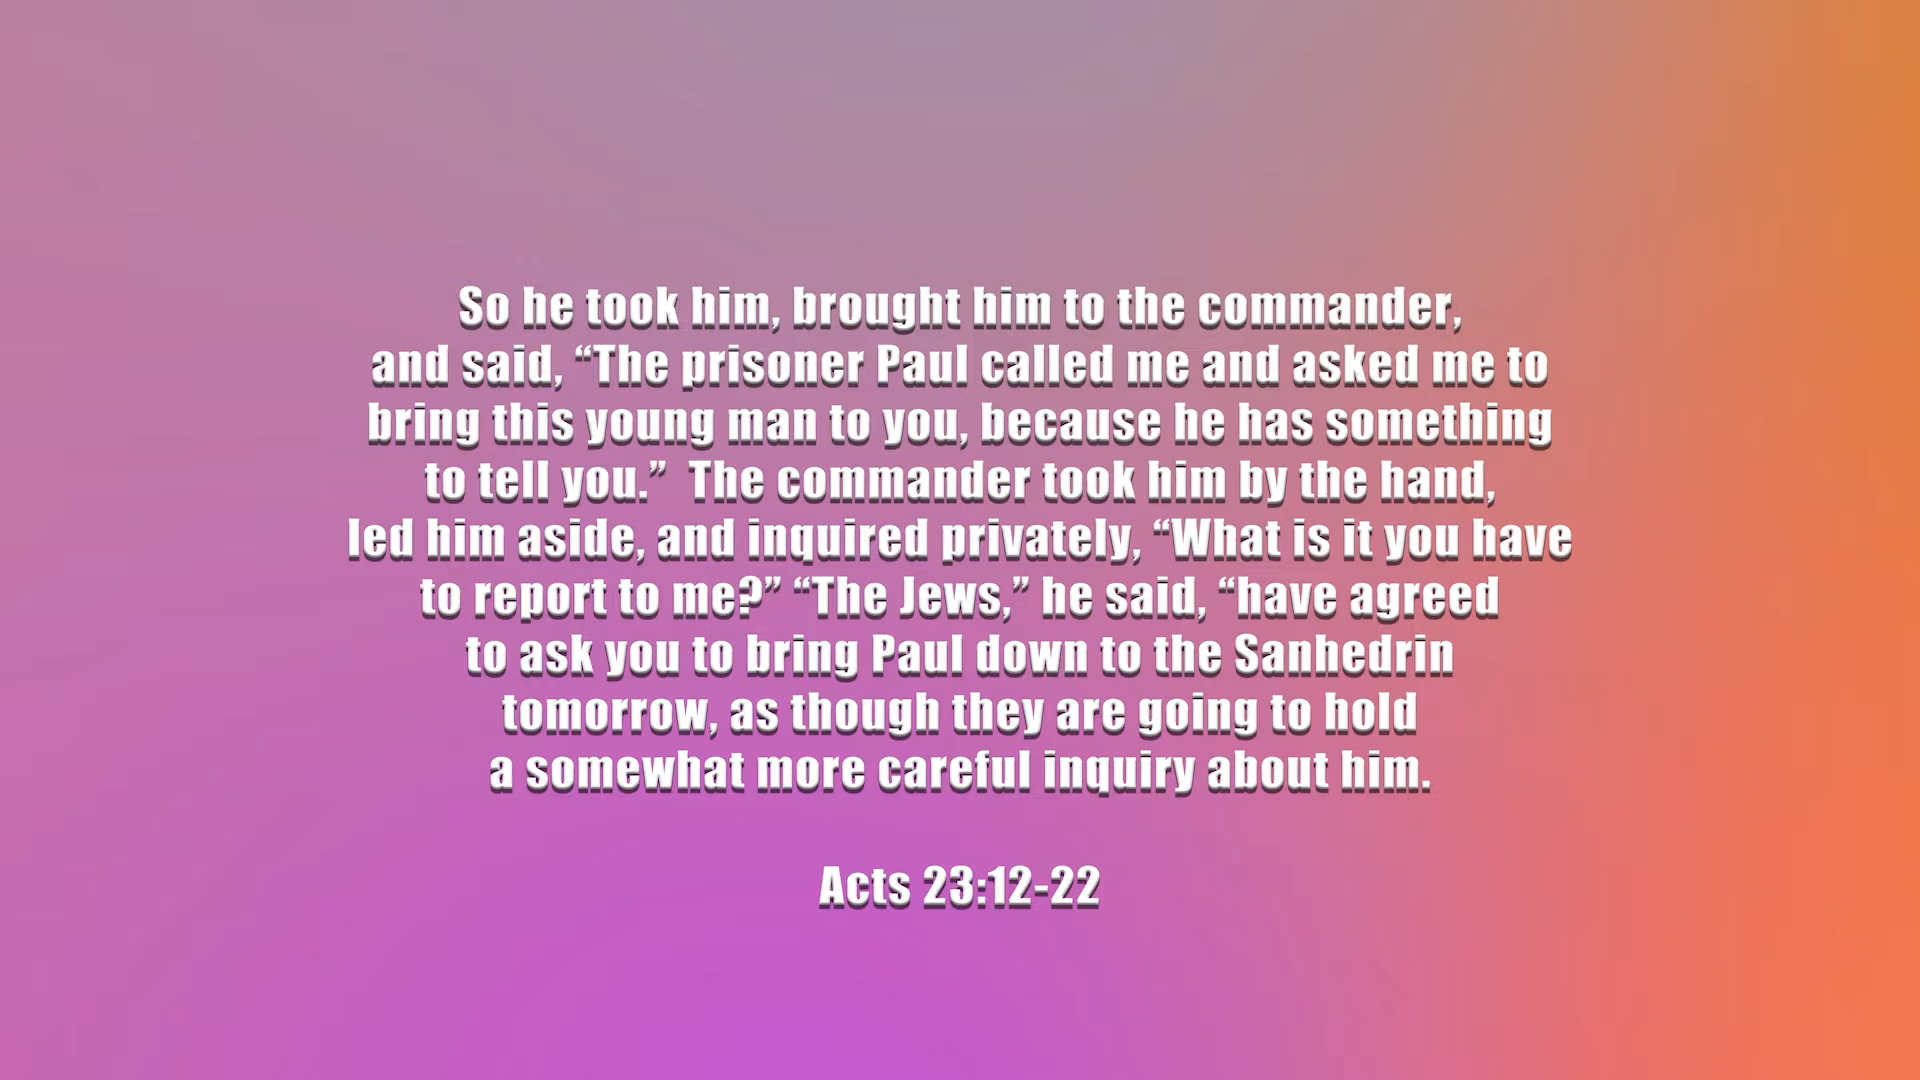 So he took him, brought him to the commander,
and said, “The prisoner Paul called me and asked me to
bring this young man to you, because he has something
to tell you.”  The commander took him by the hand,
led him aside, and inquired privately, “What is it you have
to report to me?” “The Jews,” he said, “have agreed
to ask you to bring Paul down to the Sanhedrin
tomorrow, as though they are going to hold
a somewhat more careful inquiry about him.
Acts 23:12-22